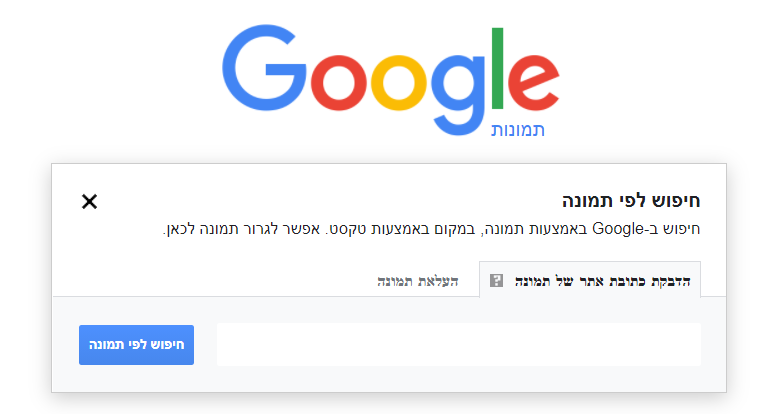 Google
תמונות
חיפוש לפי תמונה
חיפוש ב-Google באמצעות תמונה, במקום באמצעות טקסט. אפשר לגרור תמונה לכאן.
הדבקת כתובת אתר של תמונה ?
העלאת תמונה
חיפוש לפי תמונה